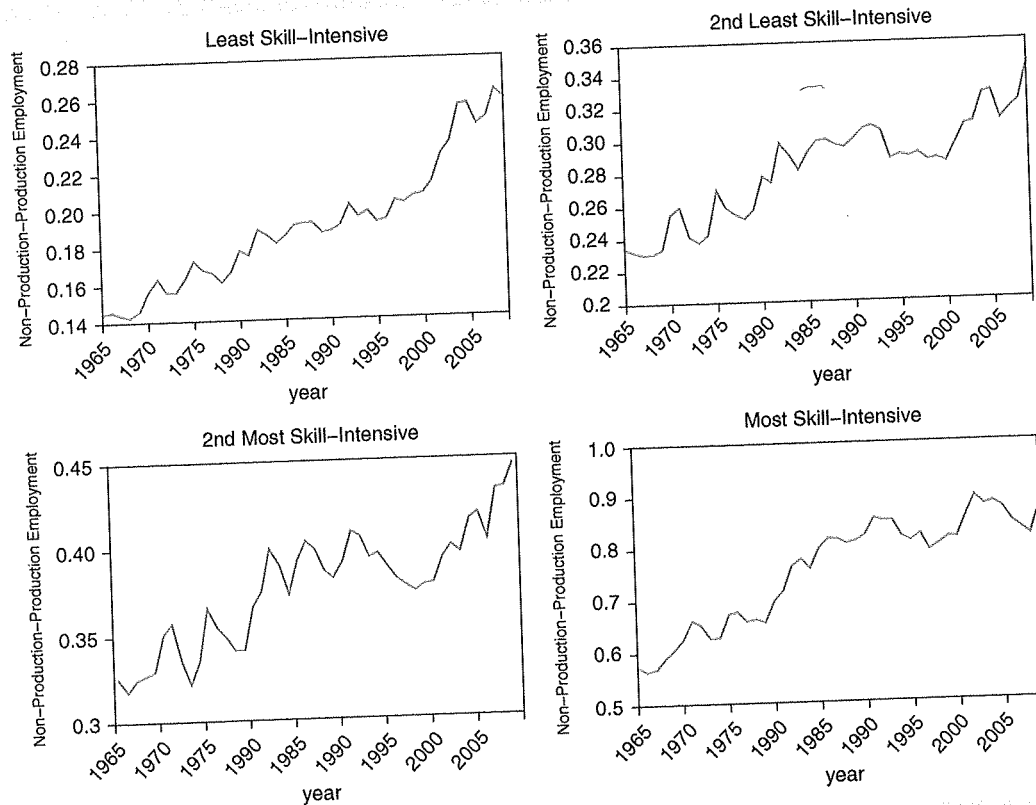 Least Skill–Intensive
Non–Production–Production Employment
0.28
0.26
0.24
0.22
0.20
0.18
0.16
0.14
1965 1970 1975 1990 1985 1990 1995 2000 2005
year
2nd Least Skill–Intensive
Non–Production–Production Employment
0.36
0.34
0.32
0.30
0.28
0.26
0.24
0.22
0.2
1965 1970 1975 1990 1985 1990 1995 2000 2005
year
2nd Most Skill–Intensive
Non–Production–Production Employment
0.45
0.40
0.35
0.3
1965 1970 1975 1990 1985 1990 1995 2000 2005
year
Most Skill–Intensive
Non–Production–Production Employment
1.0
0.9
0.8
0.7
0.6
0.5
1965 1970 1975 1990 1985 1990 1995 2000 2005
year